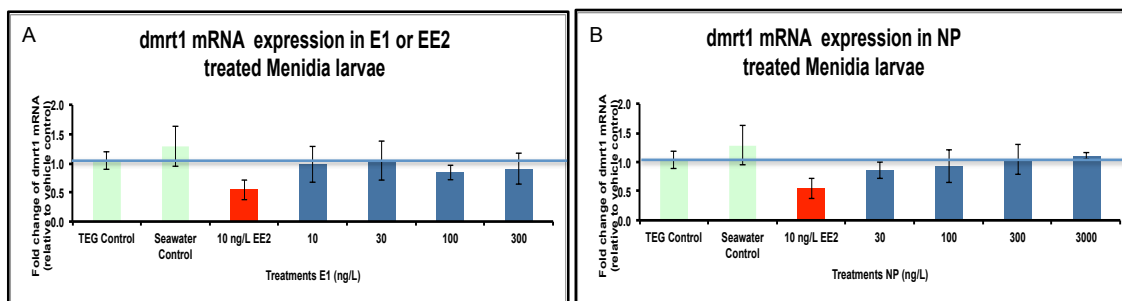 A
dmrt1 mRNA expression in E1 or EE2
treated Menidia larvae
Fold change of dmrt1 mRNA
(relative to vehicle control)
2.0
1.5
1.0
0.5
0.0
TEG Control
Seawater
Control
10 ng/L EE2
10
30
100
300
Treatments E1 (ng/L)
B
dmrt1 mRNA expression in NP
treated Menidia larvae
Fold change of dmrt1 mRNA
(relative to vehicle control)
2.0
1.5
1.0
0.5
0.0
TEG Control
Seawater
Control
10 ng/L EE2
30
100
300
3000
Treatments NP (ng/L)